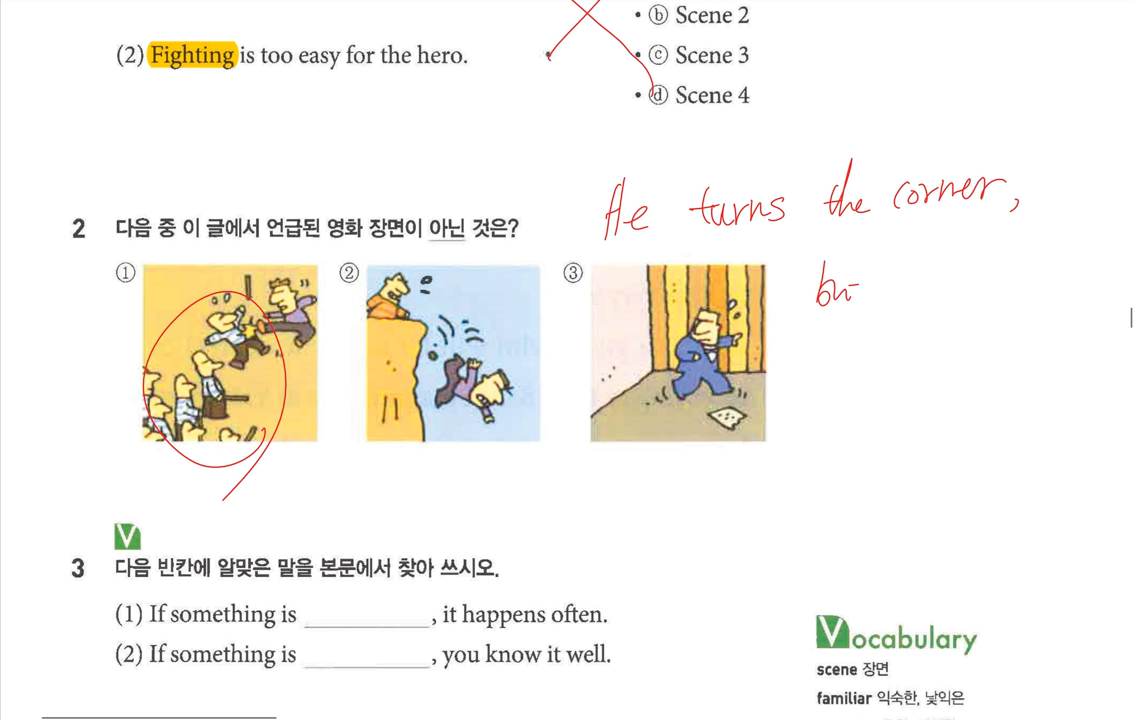 • ⓑ Scene 2
(2) Fighting is too easy for the hero. •
• ⓒ Scene 3
• ⓓ Scene 4
He turns the corner,
2 다음 중 이 글에서 언급된 영화 장면이 아닌 것은?
① ② ③
V
3 다음 빈칸에 알맞은 말을 본문에서 찾아 쓰시오.
(1) If something is __________, it happens often.
(2) If something is __________, you know it well.
Vocabulary
scene 장면
familiar 익숙한, 낯익은